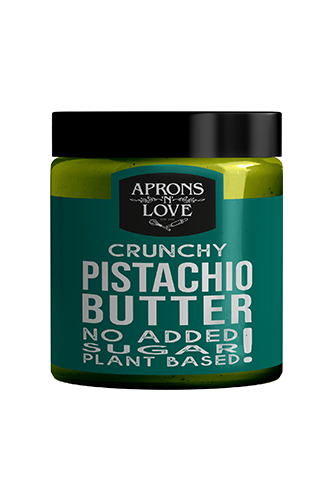 APRONS
'N'
LOVE
CRUNCHY
PISTACHIO
BUTTER
NO ADDED
SUGAR!
PLANT BASED